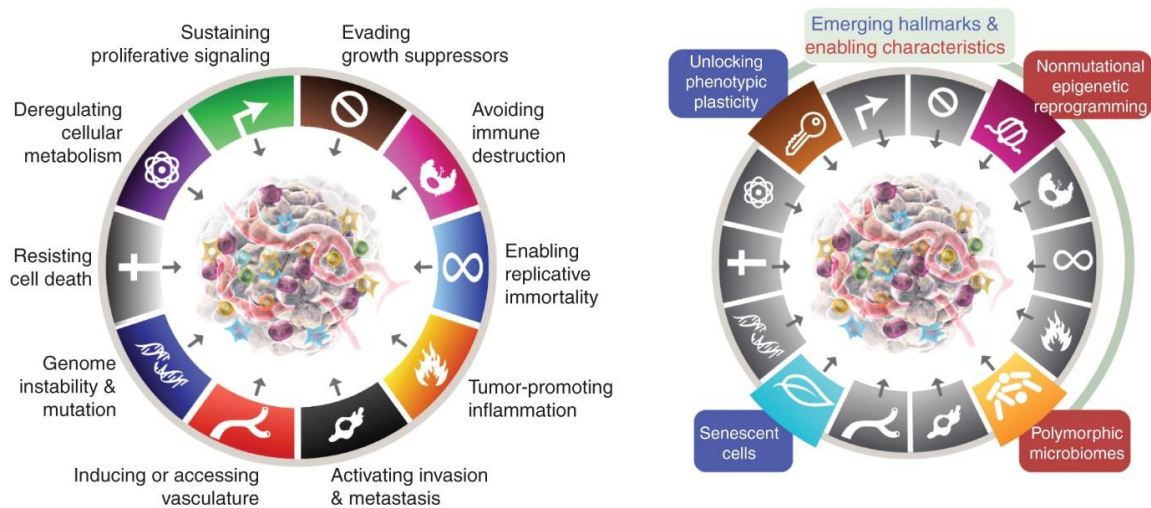 Sustaining
proliferative signaling
Evading
growth suppressors
Deregulating
cellular
metabolism
Avoiding
immune
destruction
Resisting
cell death
Enabling
replicative
immortality
Genome
instability &
mutation
Tumor-promoting
inflammation
Inducing or accessing
vasculature
Activating invasion
& metastasis
Emerging hallmarks &
enabling characteristics
Unlocking
phenotypic
plasticity
Nonmutational
epigenetic
reprogramming
Senescent
cells
Polymorphic
microbiomes